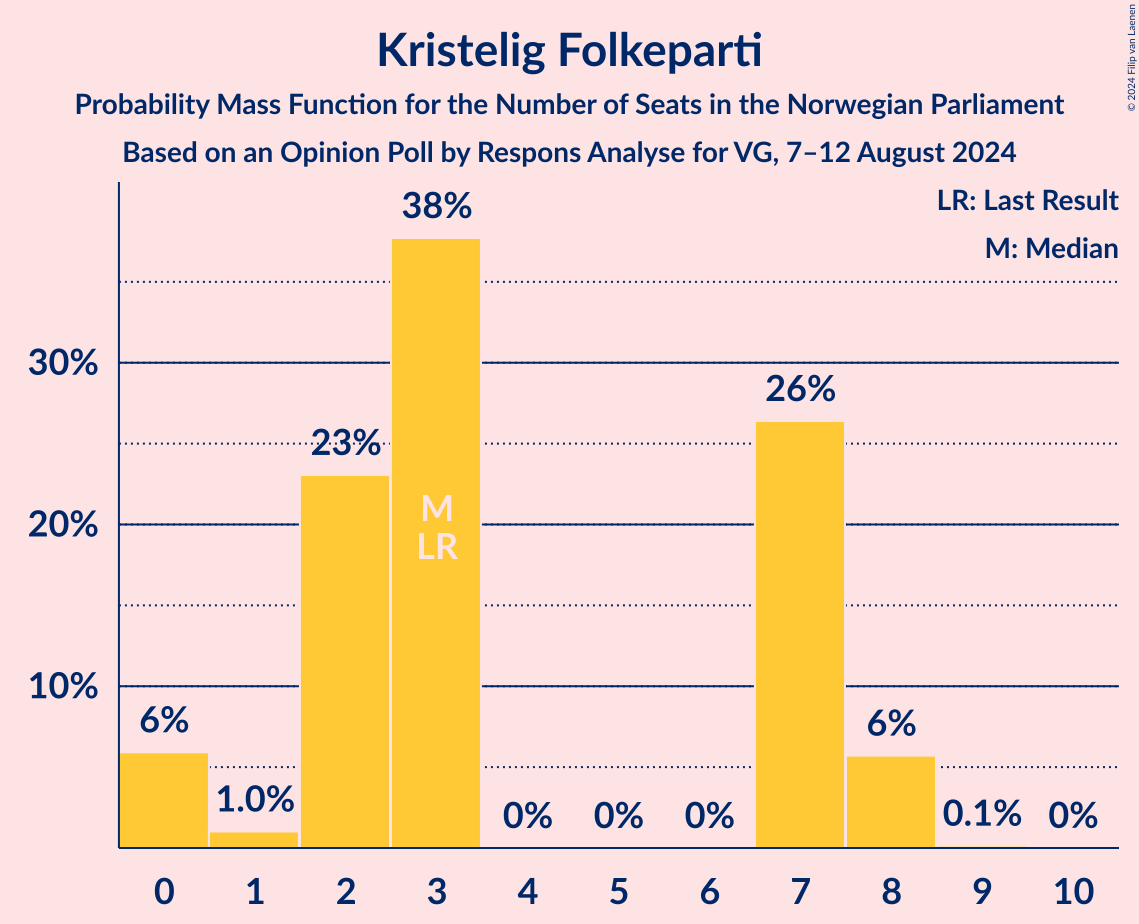 Kristelig Folkeparti
Probability Mass Function for the Number of Seats in the Norwegian Parliament
Based on an Opinion Poll by Respons Analyse for VG, 7–12 August 2024
© 2024 Filip van Laenen
LR: Last Result
M: Median
38%
30%
26%
23%
M
20%
LR
10%
6%
6%
1.0%
0%
0%
0%
0.1%
0%
0 1 2 3 4 5 6 7 8 9 10